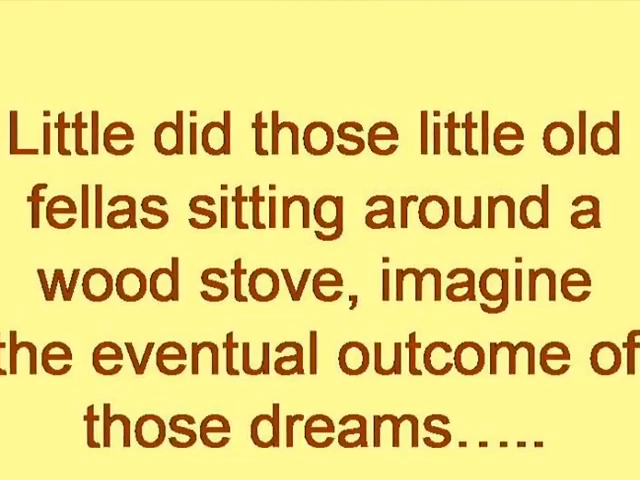 Little did those little old
fellas sitting around a
wood stove, imagine
the eventual outcome of
those dreams…..